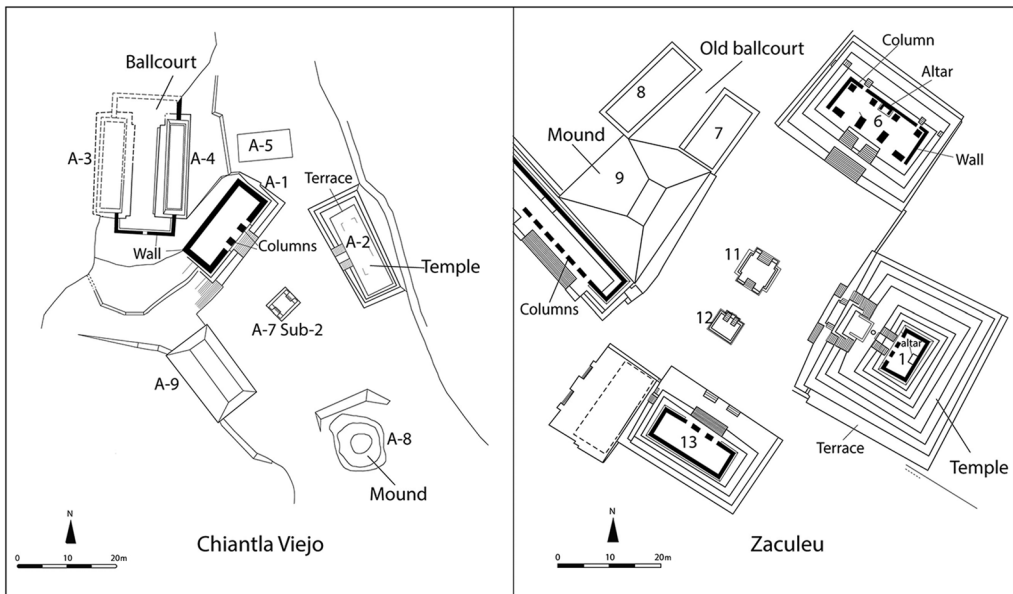 Ballcourt
A-3
A-4
A-5
A-1
Terrace
A-2
Wall
Columns
Temple
A-7 Sub-2
A-9
A-8
Mound
N
0 10 20m
Chiantla Viejo
Old ballcourt
Column
Altar
8
7
6
Mound
Wall
9
11
Columns
12
altar
1
13
Terrace
Temple
N
0 10 20m
Zaculeu